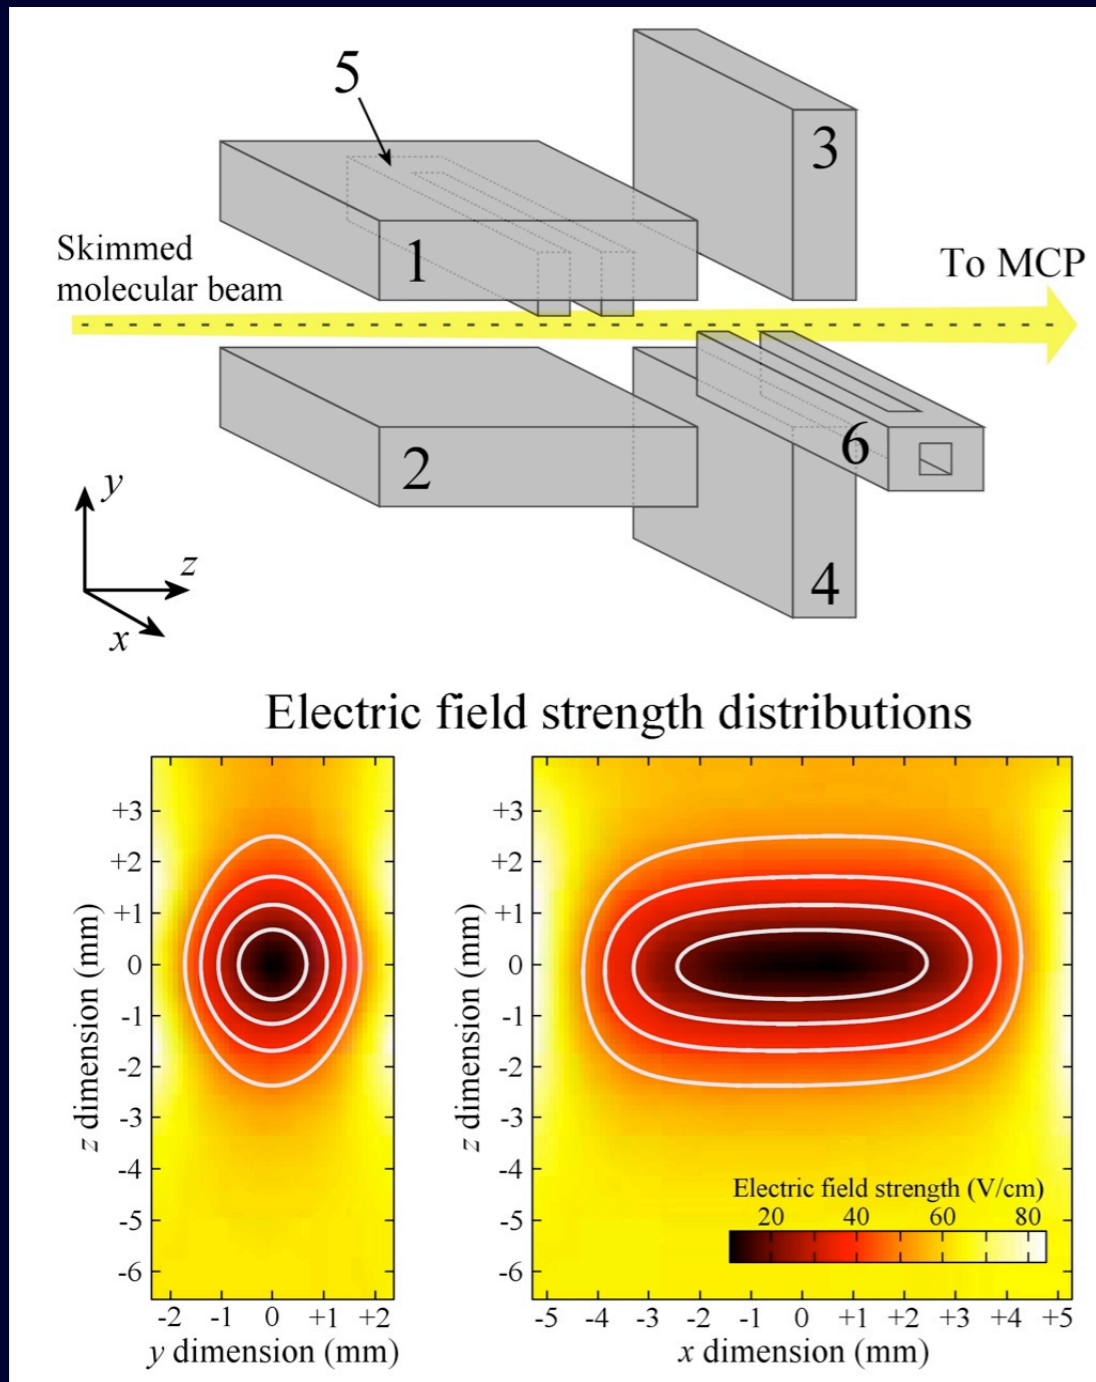 5
3
1
Skimmed
molecular beam
To MCP
2
6
4
y
z
x
Electric field strength distributions
+3
+2
+1
0
-1
-2
-3
-4
-5
-6
z dimension (mm)
-2 -1 0 +1 +2
y dimension (mm)
+3
+2
+1
0
-1
-2
-3
-4
-5
-6
z dimension (mm)
Electric field strength (V/cm)
20 40 60 80
-5 -4 -3 -2 -1 0 +1 +2 +3 +4 +5
x dimension (mm)